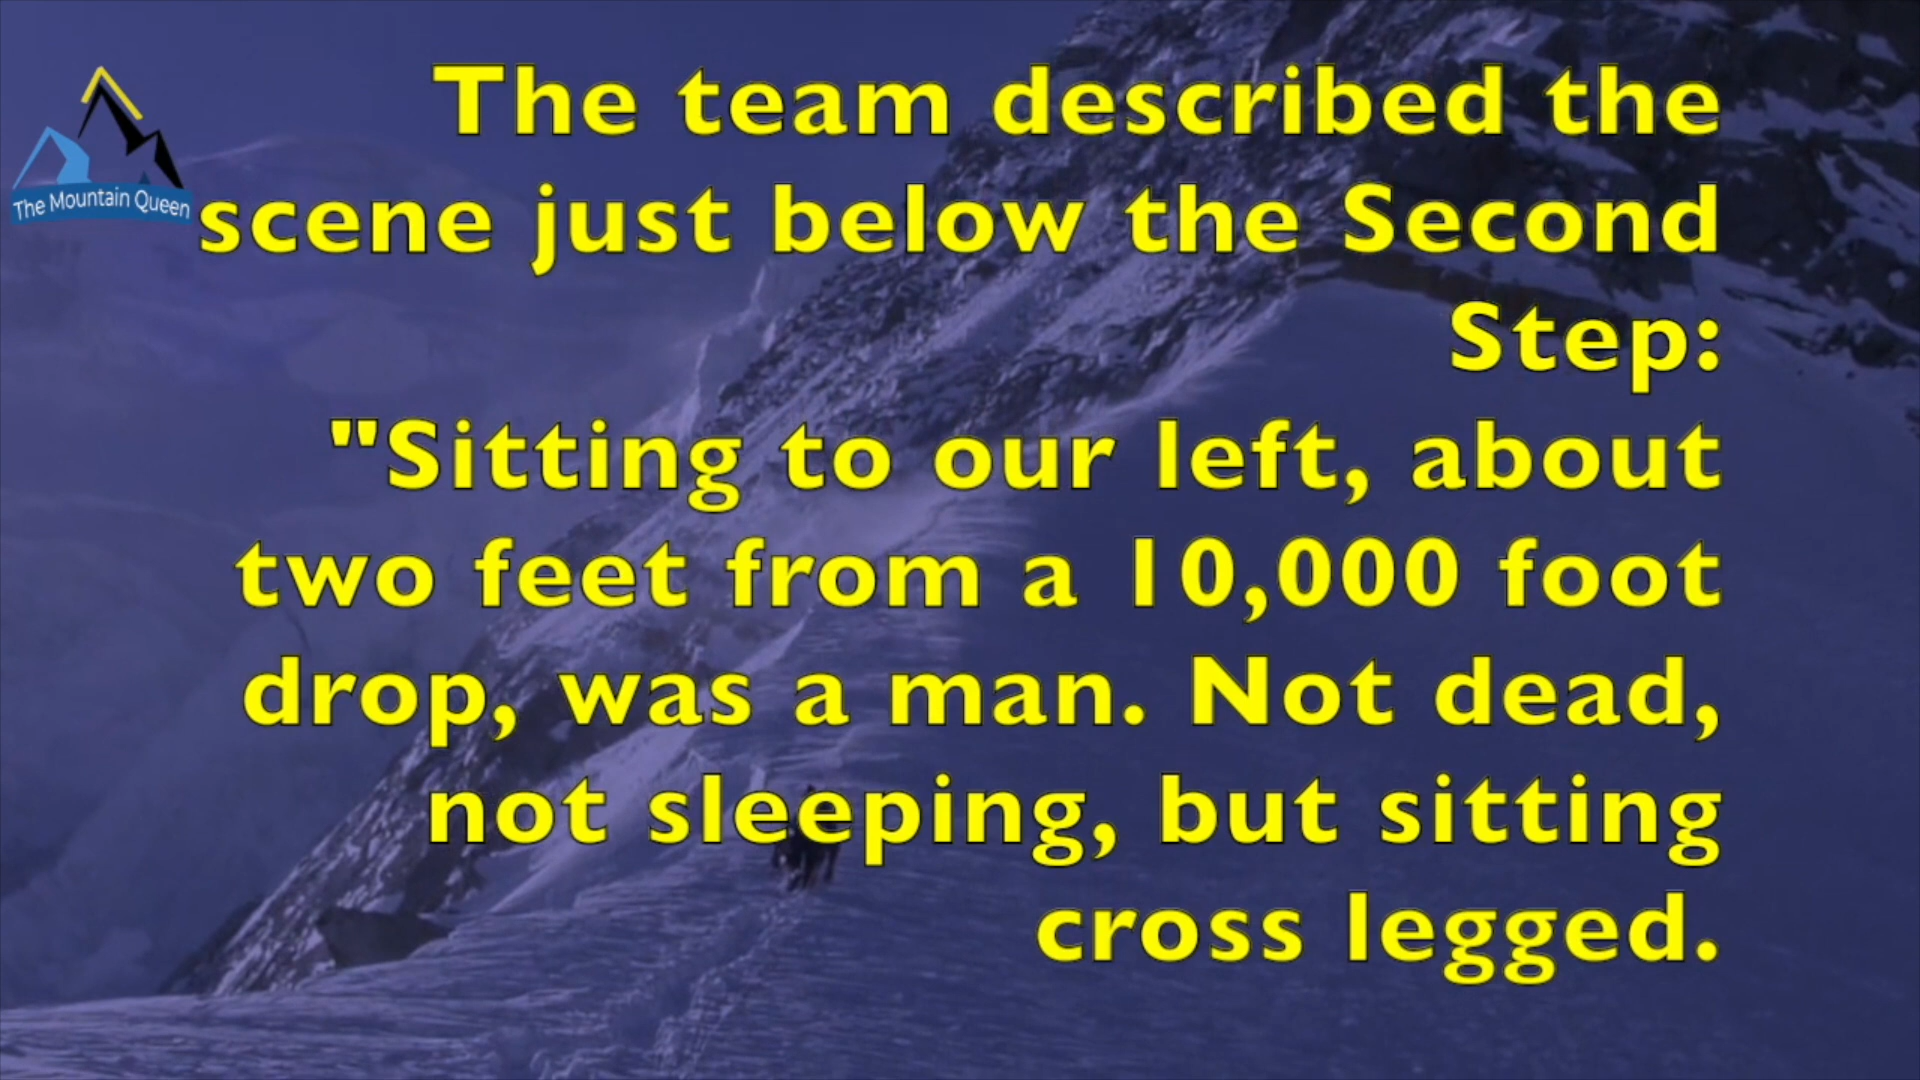 The team described the
scene just below the Second
Step:
"Sitting to our left, about
two feet from a 10,000 foot
drop, was a man. Not dead,
not sleeping, but sitting
cross legged.
The Mountain Queen